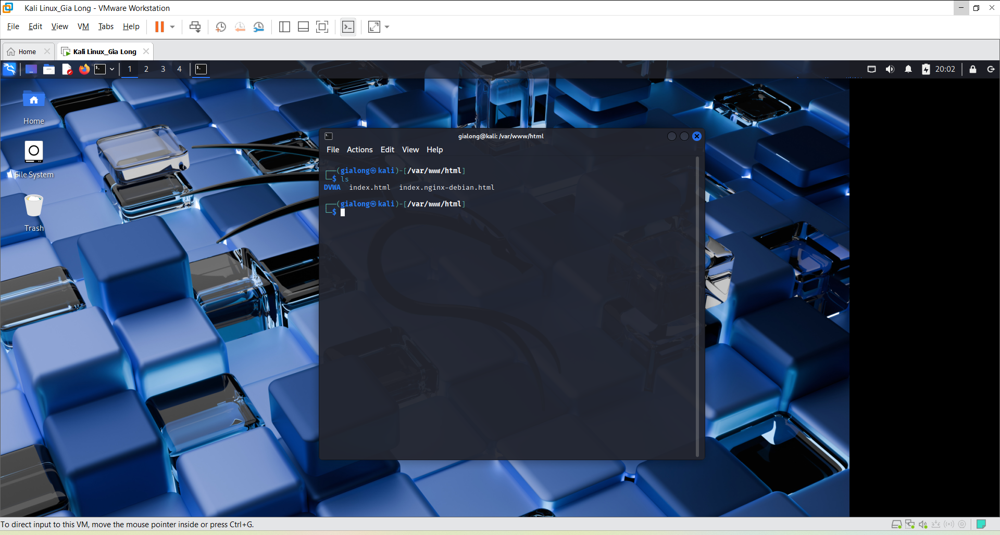 Kali Linux_Gia Long - VMware Workstation
File Edit View VM Tabs Help
Home Kali Linux_Gia Long
1 2 3 4 20:02
Home
File System
Trash
gialong@kali: /var/www/html
File Actions Edit View Help
┌──(gialong㉿kali)-[/var/www/html]
└─$ ls
DVWA index.html index.nginx-debian.html
┌──(gialong㉿kali)-[/var/www/html]
└─$
To direct input to this VM, move the mouse pointer inside or press Ctrl+G.